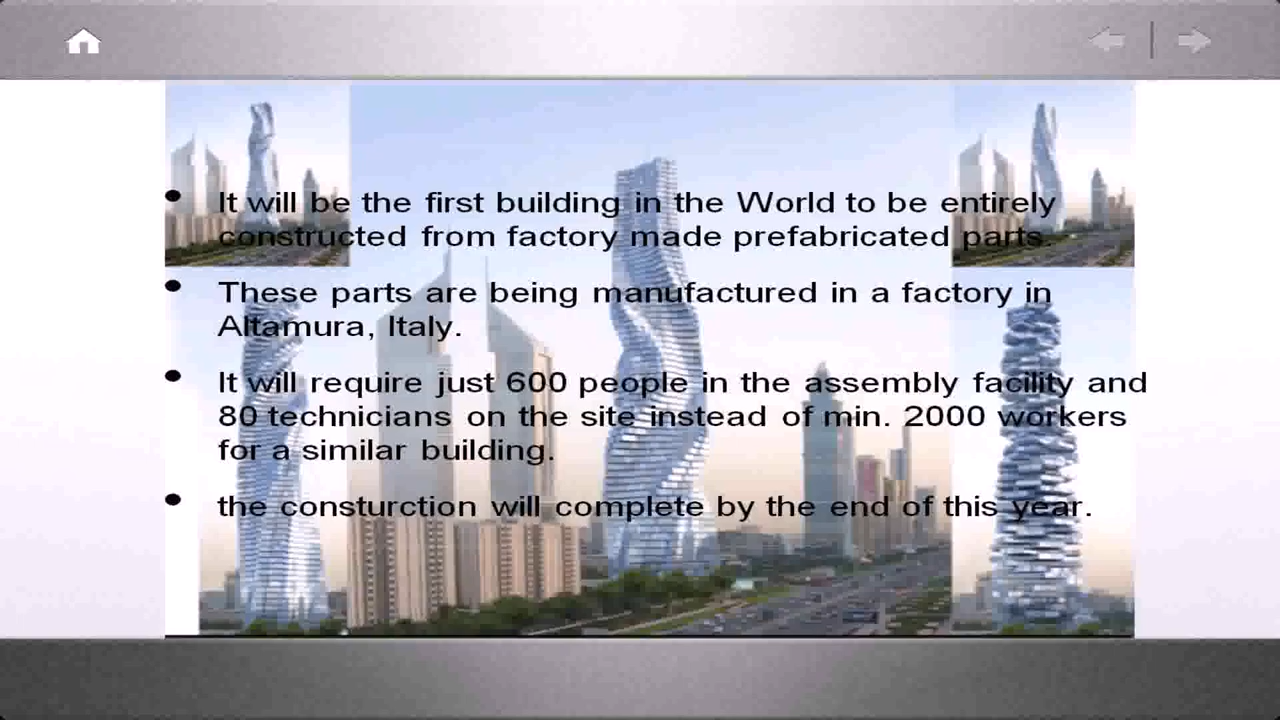 • It will be the first building in the World to be entirely
constructed from factory made prefabricated parts.
• These parts are being manufactured in a factory in
Altamura, Italy.
• It will require just 600 people in the assembly facility and
80 technicians on the site instead of min. 2000 workers
for a similar building.
• the consturction will complete by the end of this year.